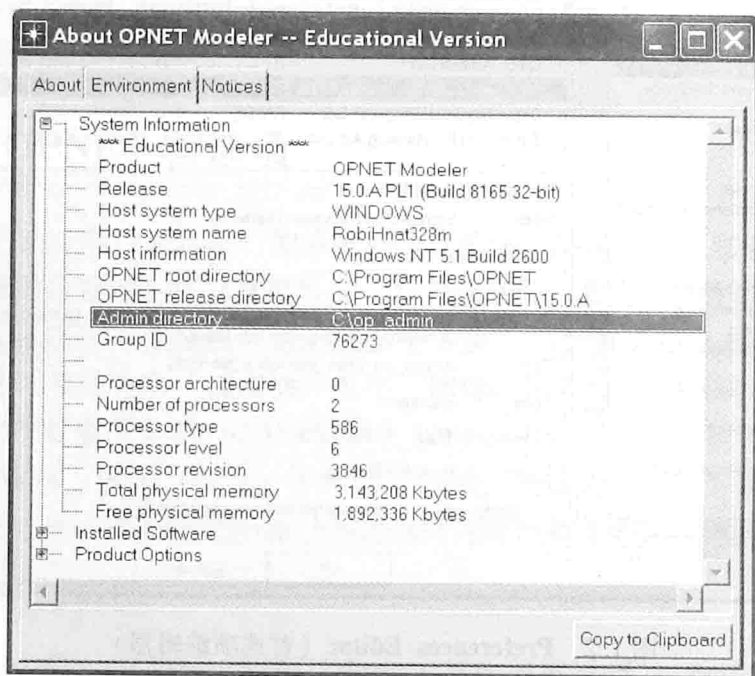 About OPNET Modeler -- Educational Version
About Environment Notices
System Information
*** Educational Version ***
Product OPNET Modeler
Release 15.0.A PL1 (Build 8165 32-bit)
Host system type WINDOWS
Host system name RobiHnat328m
Host information Windows NT 5.1 Build 2600
OPNET root directory C:\Program Files\OPNET
OPNET release directory C:\Program Files\OPNET\15.0.A
Admin directory C:\op_admin
Group ID 76273
Processor architecture 0
Number of processors 2
Processor type 586
Processor level 6
Processor revision 3846
Total physical memory 3,143,208 Kbytes
Free physical memory 1,892,336 Kbytes
Installed Software
Product Options
Copy to Clipboard